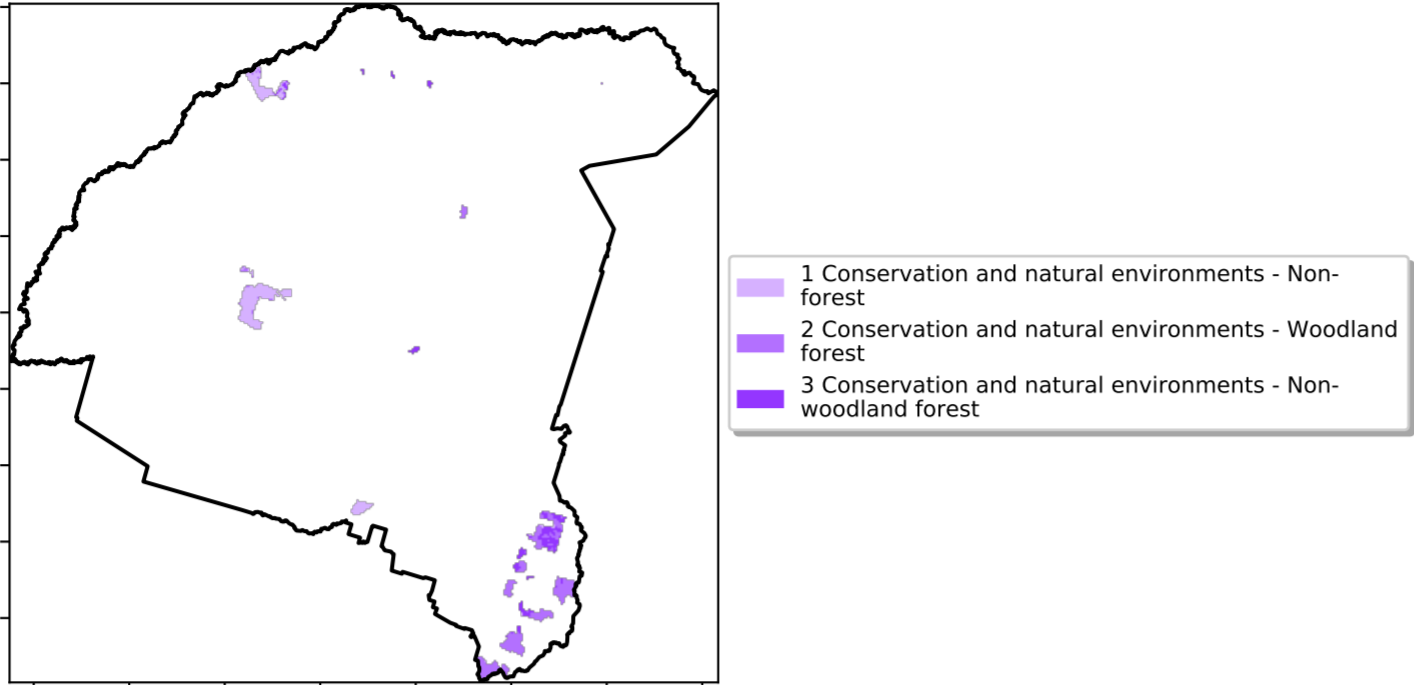 1 Conservation and natural environments - Non-
forest
2 Conservation and natural environments - Woodland
forest
3 Conservation and natural environments - Non-
woodland forest